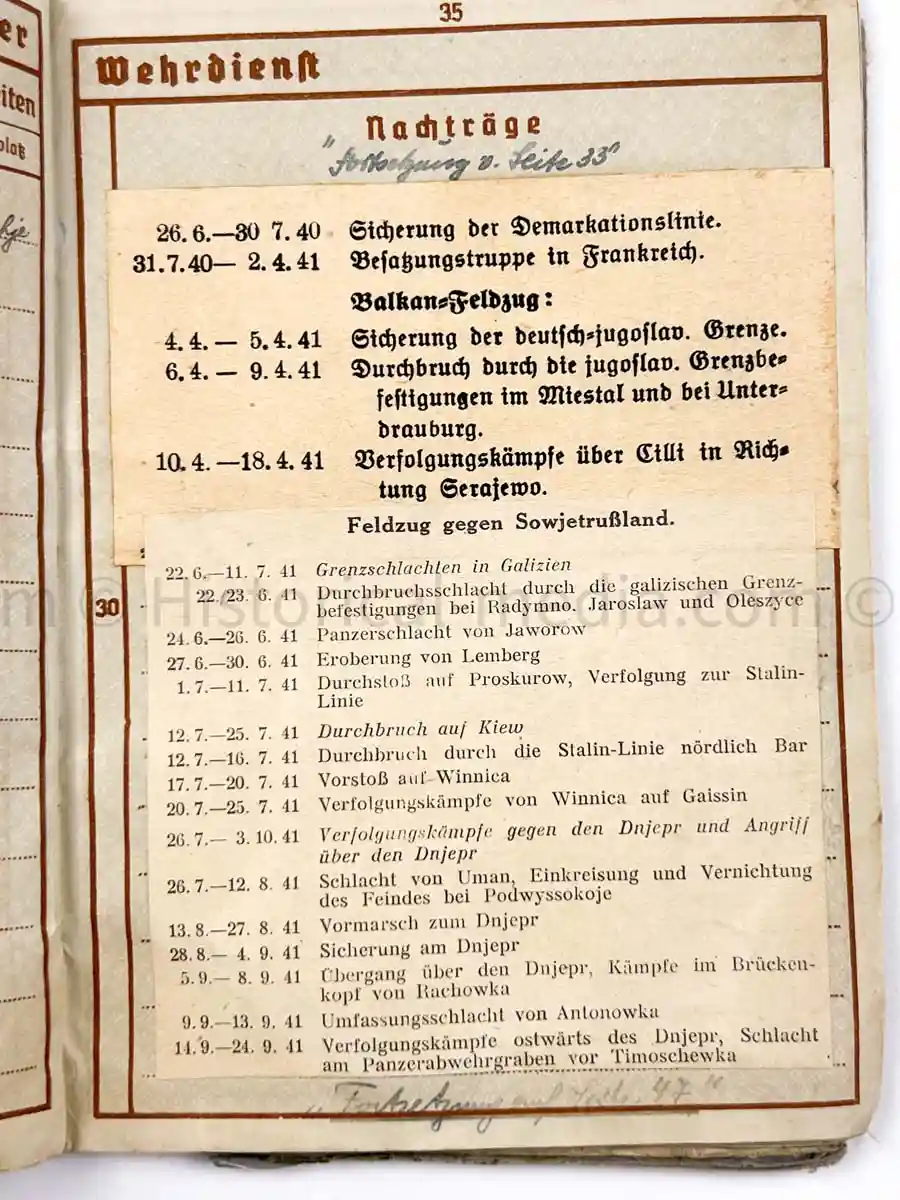 35
er
iten
platz
Wehrdienst
Nachträge
"Fortsetzung v. Seite 33"
26. 6.—30 7. 40 Sicherung der Demarkationslinie.
31. 7. 40— 2. 4. 41 Besatzungstruppe in Frankreich.
Balkan-Feldzug:
4. 4. — 5. 4. 41 Sicherung der deutsch-jugoslav. Grenze.
6. 4. — 9. 4. 41 Durchbruch durch die jugoslav. Grenzbe-
festigungen im Miestal und bei Unter-
drauburg.
10. 4. —18. 4. 41 Verfolgungskämpfe über Cilli in Rich-
tung Serajewo.
Feldzug gegen Sowjetrußland.
22. 6.—11. 7. 41 Grenzschlachten in Galizien
22./23. 6. 41 Durchbruchsschlacht durch die galizischen Grenz-
befestigungen bei Radymno, Jaroslaw und Oleszyce
30
24. 6.—26. 6. 41 Panzerschlacht von Jaworow
27. 6.—30. 6. 41 Eroberung von Lemberg
1. 7.—11. 7. 41 Durchstoß auf Proskurow, Verfolgung zur Stalin-
Linie
12. 7.—25. 7. 41 Durchbruch auf Kiew
12. 7.—16. 7. 41 Durchbruch durch die Stalin-Linie nördlich Bar
17. 7.—20. 7. 41 Vorstoß auf Winnica
20. 7.—25. 7. 41 Verfolgungskämpfe von Winnica auf Gaissin
26. 7.— 3. 10. 41 Verfolgungskämpfe gegen den Dnjepr und Angriff
über den Dnjepr
26. 7.—12. 8. 41 Schlacht von Uman, Einkreisung und Vernichtung
des Feindes bei Podwyssokoje
13. 8.—27. 8. 41 Vormarsch zum Dnjepr
28. 8.— 4. 9. 41 Sicherung am Dnjepr
5. 9.— 8. 9. 41 Übergang über den Dnjepr, Kämpfe im Brücken-
kopf von Rachowka
9. 9.—13. 9. 41 Umfassungsschlacht von Antonowka
14. 9.—24. 9. 41 Verfolgungskämpfe ostwärts des Dnjepr, Schlacht
am Panzerabwehrgraben vor Timoschewka
"Fortsetzung auf Seite 47"